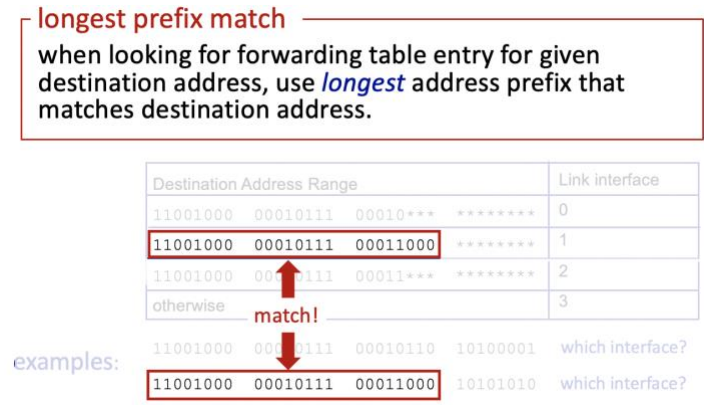 longest prefix match
when looking for forwarding table entry for given
destination address, use longest address prefix that
matches destination address.
Destination Address Range Link interface
11001000 00010111 00010*** ******** 0
11001000 00010111 00011000 ******** 1
11001000 00010111 00011*** ******** 2
otherwise 3
match!
examples:
11001000 00010111 00010110 10100001 which interface?
11001000 00010111 00011000 10101010 which interface?